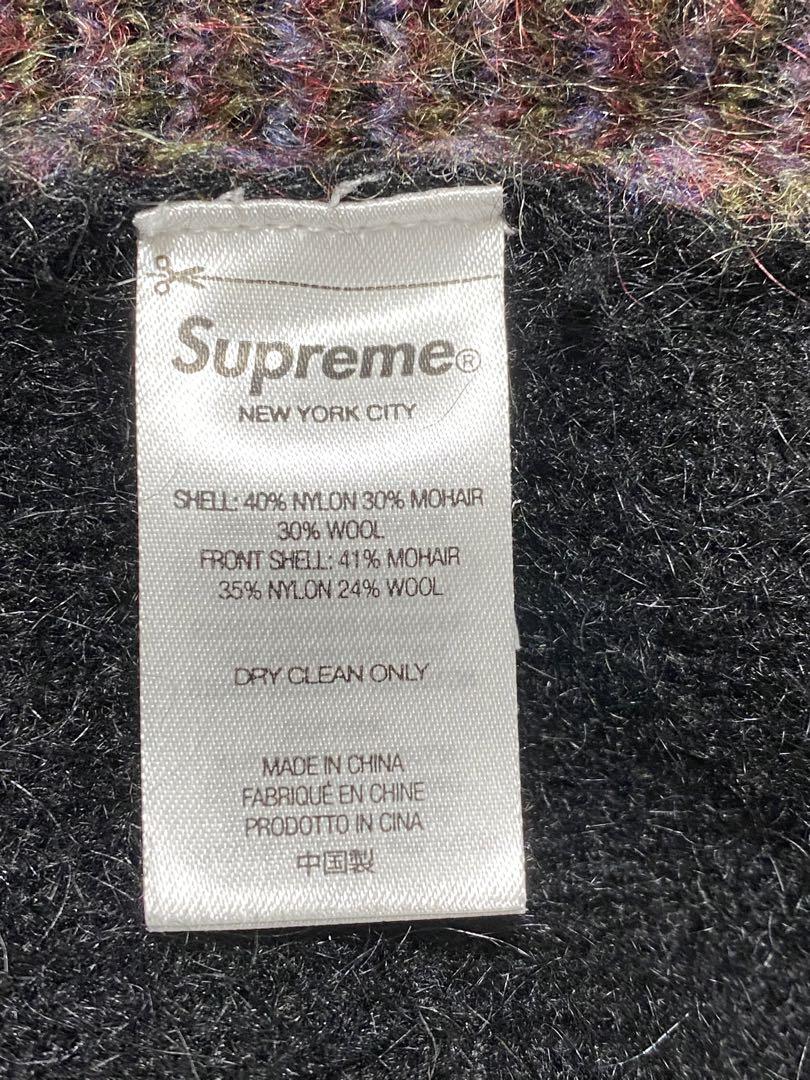 Supreme®
NEW YORK CITY
SHELL: 40% NYLON 30% MOHAIR
30% WOOL
FRONT SHELL: 41% MOHAIR
35% NYLON 24% WOOL
DRY CLEAN ONLY
MADE IN CHINA
FABRIQUÉ EN CHINE
PRODOTTO IN CINA
中国製